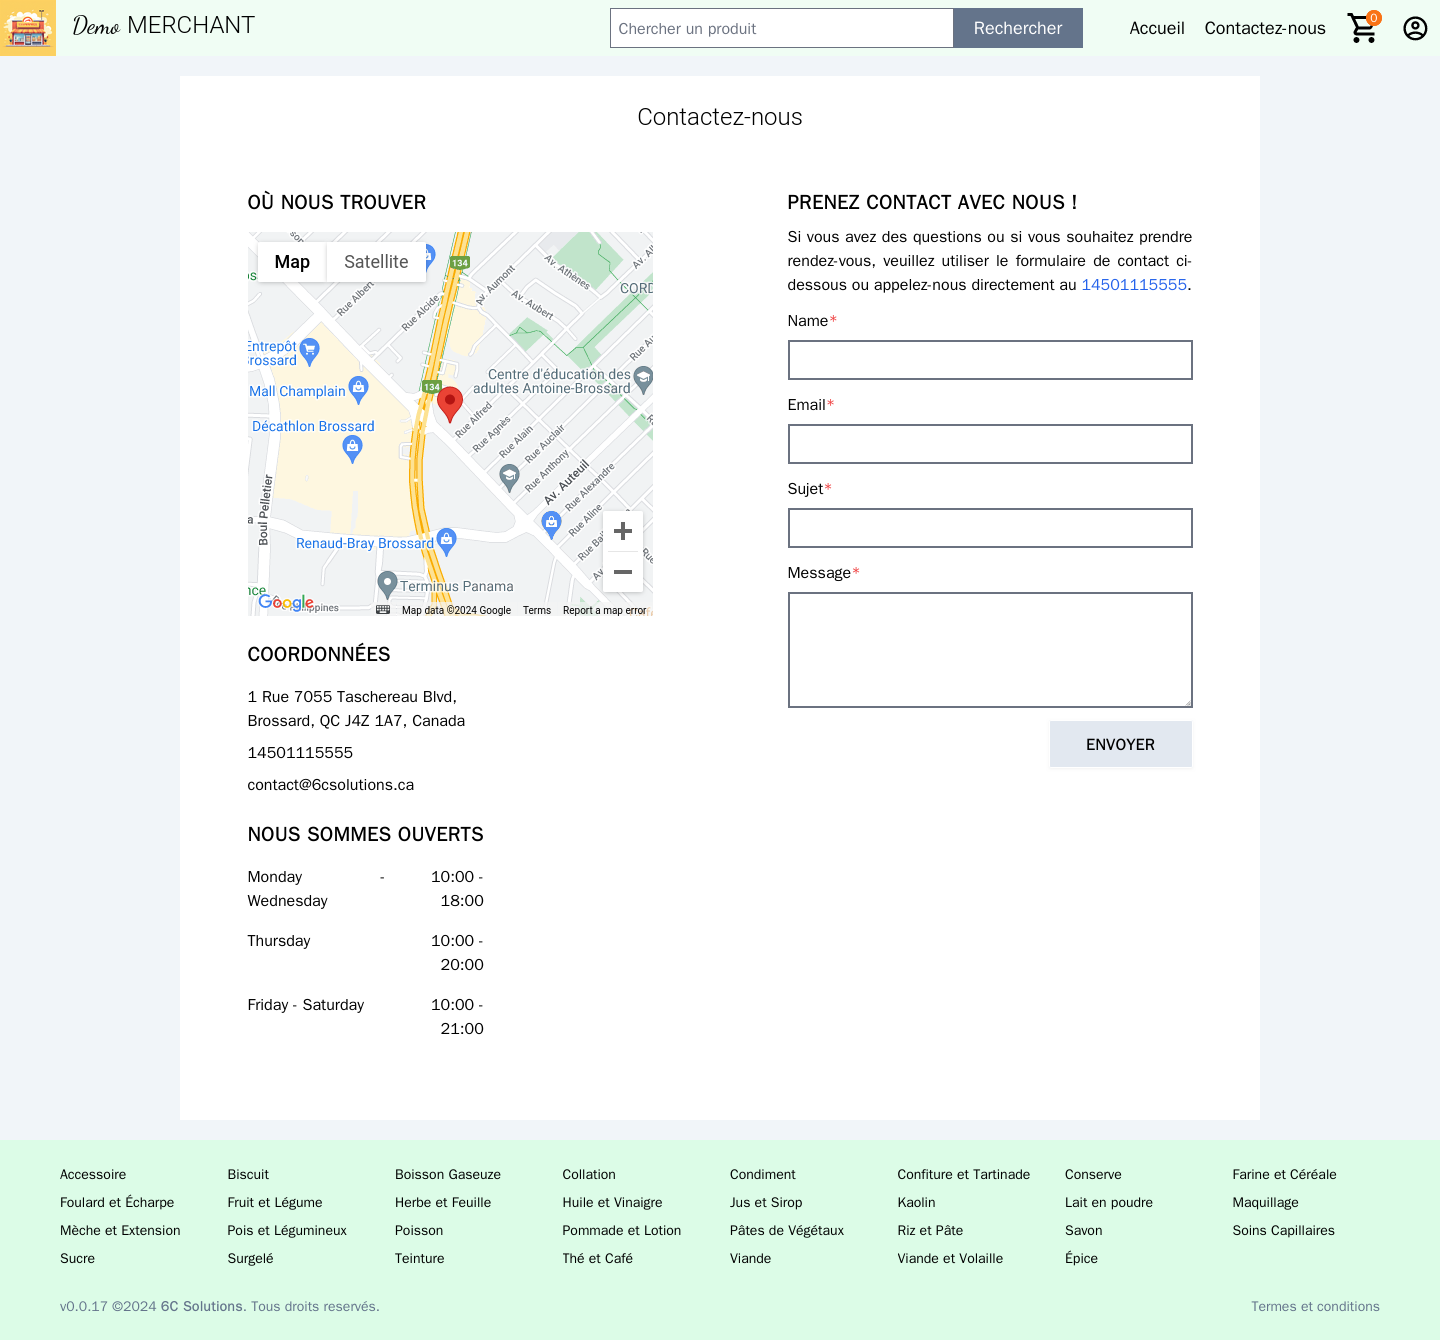 Demo MERCHANT
Chercher un produit
Rechercher
Accueil
Contactez-nous
0
Contactez-nous
OÙ NOUS TROUVER
Map
Satellite
134
Av. Athènes
Av. Aumont
Av. Aubert
Rue Albert
Rue Alcide
CORD
Entrepôt
Brossard
Mall Champlain
134
Centre d'éducation des
adultes Antoine-Brossard
Décathlon Brossard
Rue Alfred
Rue Agnès
Rue Alain
Rue Auclair
Rue Anthony
Av. Auteuil
Rue Alexandre
Rue Aline
Boul Pelletier
Renaud-Bray Brossard
Terminus Panama
Google
Map data ©2024 Google
Terms
Report a map error
COORDONNÉES
1 Rue 7055 Taschereau Blvd,
Brossard, QC J4Z 1A7, Canada
14501115555
contact@6csolutions.ca
NOUS SOMMES OUVERTS
Monday - 10:00 -
Wednesday 18:00
Thursday 10:00 -
20:00
Friday - Saturday 10:00 -
21:00
PRENEZ CONTACT AVEC NOUS !
Si vous avez des questions ou si vous souhaitez prendre
rendez-vous, veuillez utiliser le formulaire de contact ci-
dessous ou appelez-nous directement au 14501115555.
Name*
Email*
Sujet*
Message*
ENVOYER
Accessoire
Biscuit
Boisson Gaseuze
Collation
Condiment
Confiture et Tartinade
Conserve
Farine et Céréale
Foulard et Écharpe
Fruit et Légume
Herbe et Feuille
Huile et Vinaigre
Jus et Sirop
Kaolin
Lait en poudre
Maquillage
Mèche et Extension
Pois et Légumineux
Poisson
Pommade et Lotion
Pâtes de Végétaux
Riz et Pâte
Savon
Soins Capillaires
Sucre
Surgelé
Teinture
Thé et Café
Viande
Viande et Volaille
Épice
v0.0.17 ©2024 6C Solutions. Tous droits reservés.
Termes et conditions